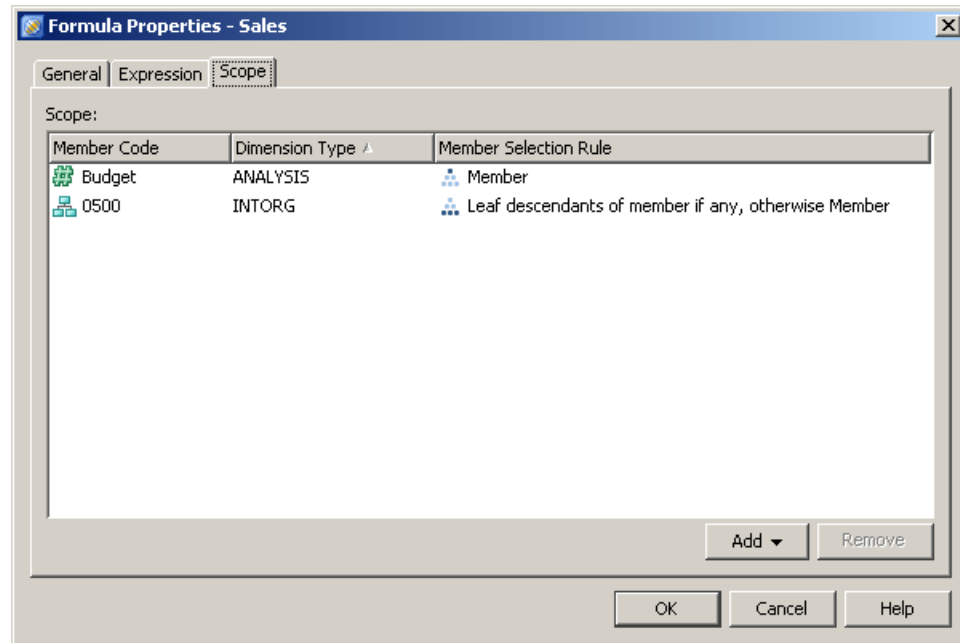 Formula Properties - Sales
General Expression Scope
Scope:
Member Code Dimension Type Member Selection Rule
Budget ANALYSIS Member
0500 INTORG Leaf descendants of member if any, otherwise Member
Add Remove
OK Cancel Help